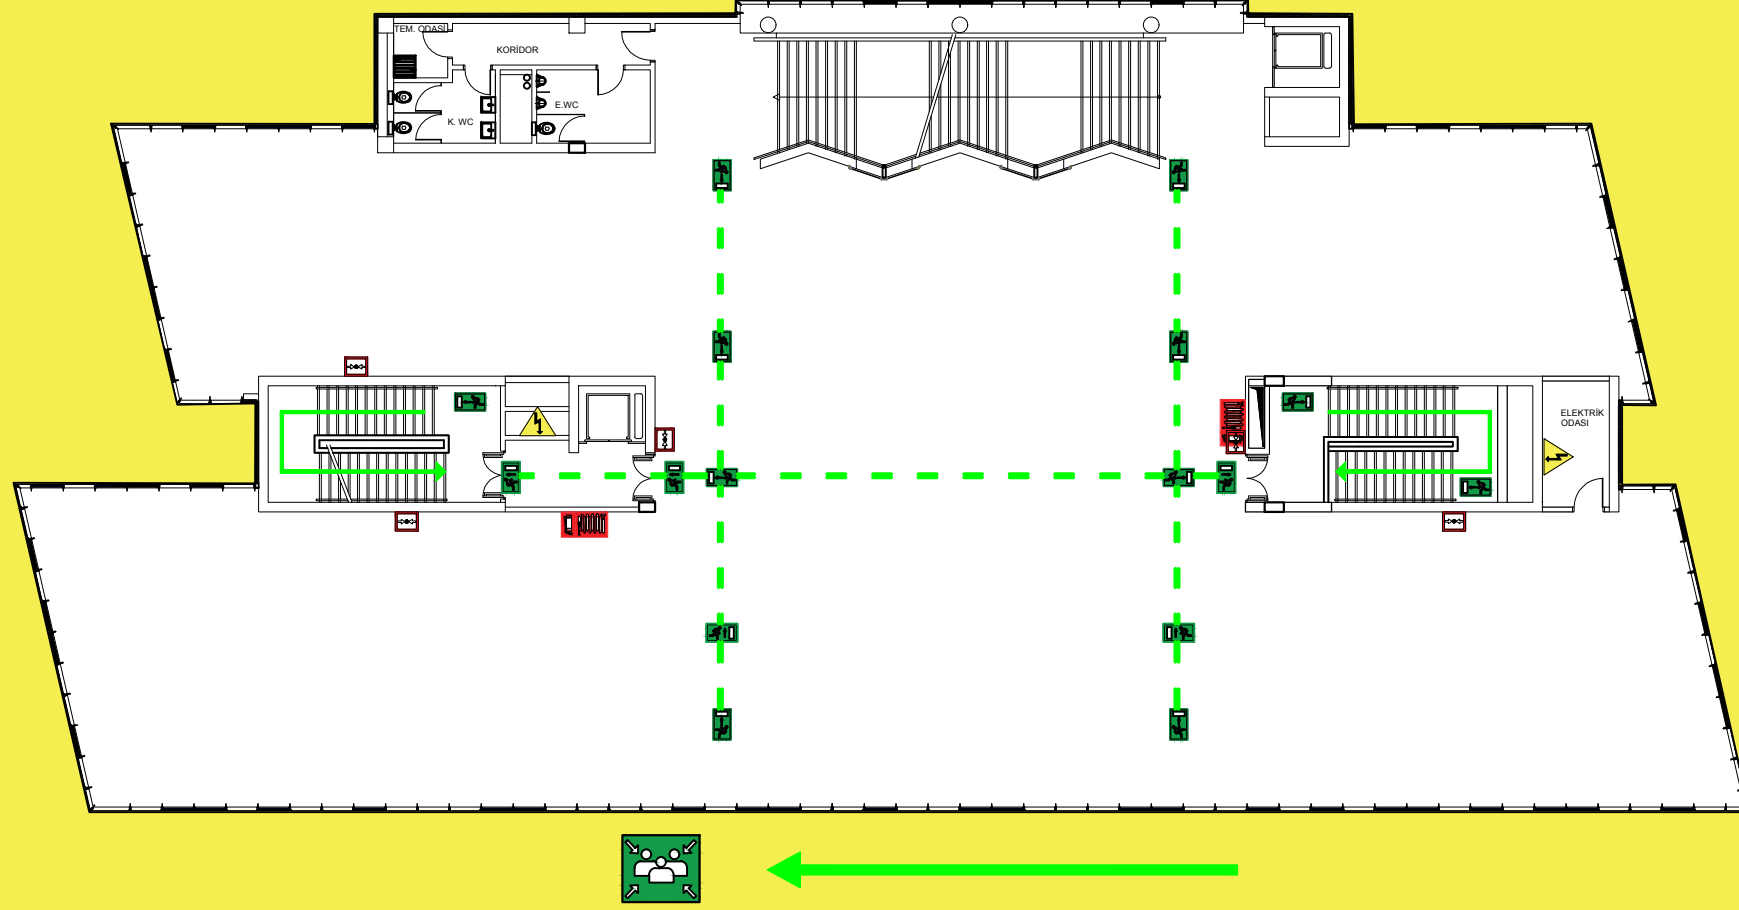 TEM. ODASI
KORİDOR
E.WC
K. WC
ELEKTRİK
ODASI